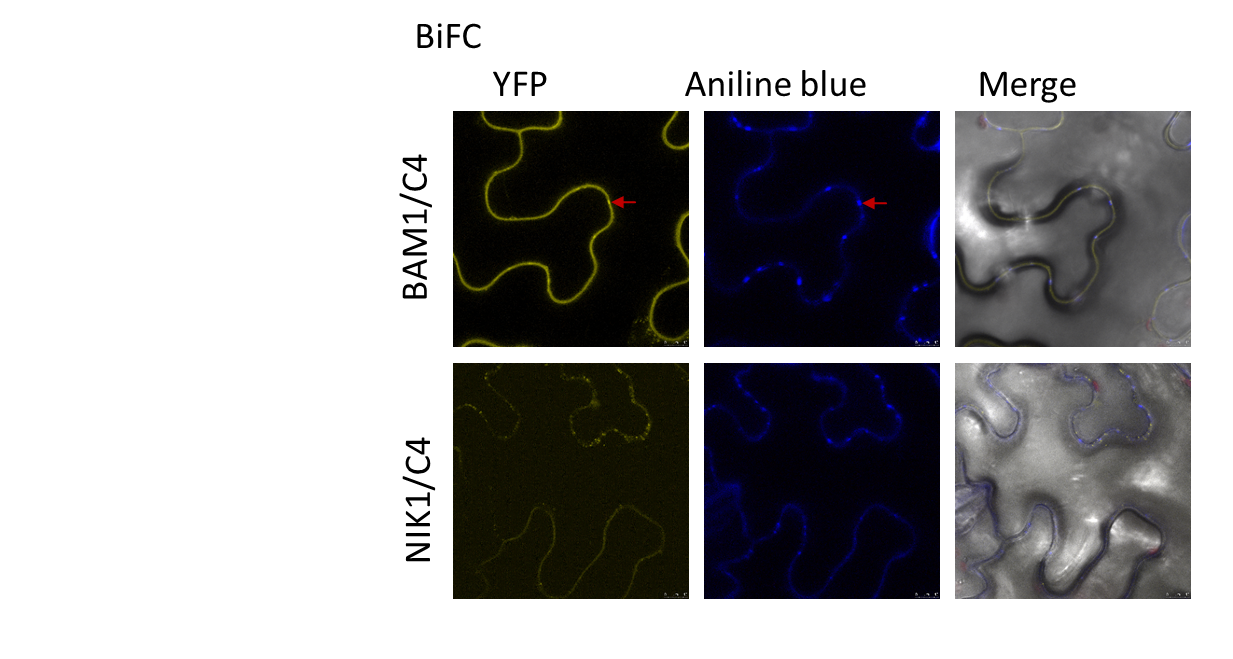 BiFC
YFP Aniline blue Merge
BAM1/C4
NIK1/C4